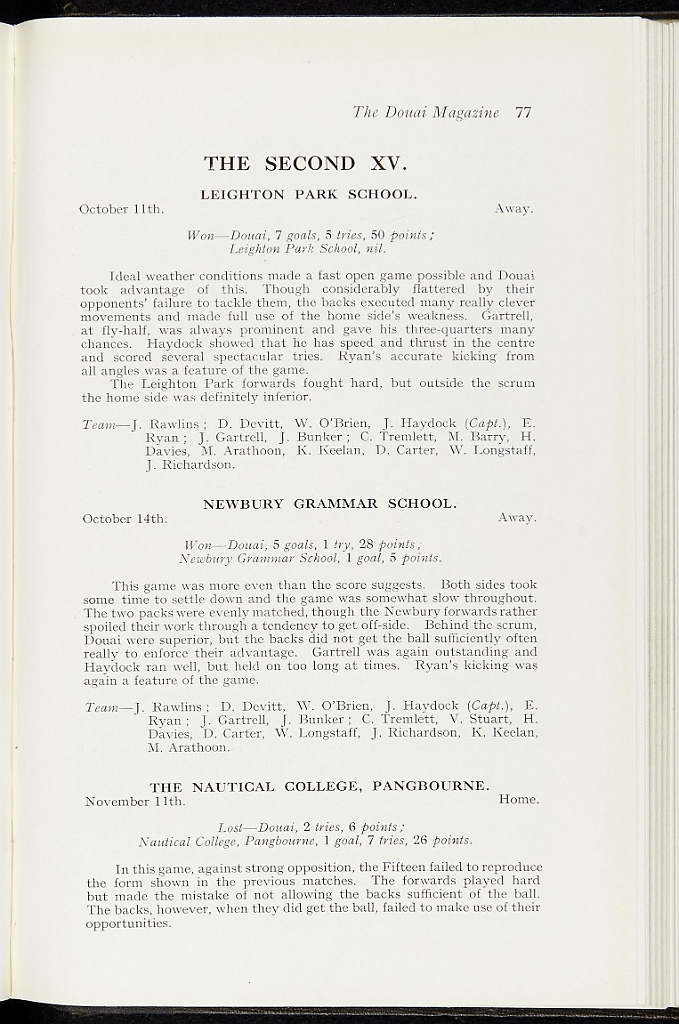 The Douai Magazine 77
THE SECOND XV.
LEIGHTON PARK SCHOOL.
October 11th. Away.
Won—Douai, 7 goals, 5 tries, 50 points;
Leighton Park School, nil.
Ideal weather conditions made a fast open game possible and Douai
took advantage of this. Though considerably flattered by their
opponents' failure to tackle them, the backs executed many really clever
movements and made full use of the home side's weakness. Gartrell,
at fly-half, was always prominent and gave his three-quarters many
chances. Haydock showed that he has speed and thrust in the centre
and scored several spectacular tries. Ryan's accurate kicking from
all angles was a feature of the game.
The Leighton Park forwards fought hard, but outside the scrum
the home side was definitely inferior.
Team—J. Rawlins; D. Devitt, W. O'Brien, J. Haydock (Capt.), E.
Ryan; J. Gartrell, J. Bunker; C. Tremlett, M. Barry, H.
Davies, M. Arathoon, K. Keelan, D. Carter, W. Longstaff,
J. Richardson.
NEWBURY GRAMMAR SCHOOL.
October 14th. Away.
Won—Douai, 5 goals, 1 try, 28 points,
Newbury Grammar School, 1 goal, 5 points.
This game was more even than the score suggests. Both sides took
some time to settle down and the game was somewhat slow throughout.
The two packs were evenly matched, though the Newbury forwards rather
spoiled their work through a tendency to get off-side. Behind the scrum,
Douai were superior, but the backs did not get the ball sufficiently often
really to enforce their advantage. Gartrell was again outstanding and
Haydock ran well, but held on too long at times. Ryan's kicking was
again a feature of the game.
Team—J. Rawlins; D. Devitt, W. O'Brien, J. Haydock (Capt.), E.
Ryan; J. Gartrell, J. Bunker; C. Tremlett, V. Stuart, H.
Davies, D. Carter, W. Longstaff, J. Richardson, K. Keelan,
M. Arathoon.
THE NAUTICAL COLLEGE, PANGBOURNE.
November 11th. Home.
Lost—Douai, 2 tries, 6 points;
Nautical College, Pangbourne, 1 goal, 7 tries, 26 points.
In this game, against strong opposition, the Fifteen failed to reproduce
the form shown in the previous matches. The forwards played hard
but made the mistake of not allowing the backs sufficient of the ball.
The backs, however, when they did get the ball, failed to make use of their
opportunities.